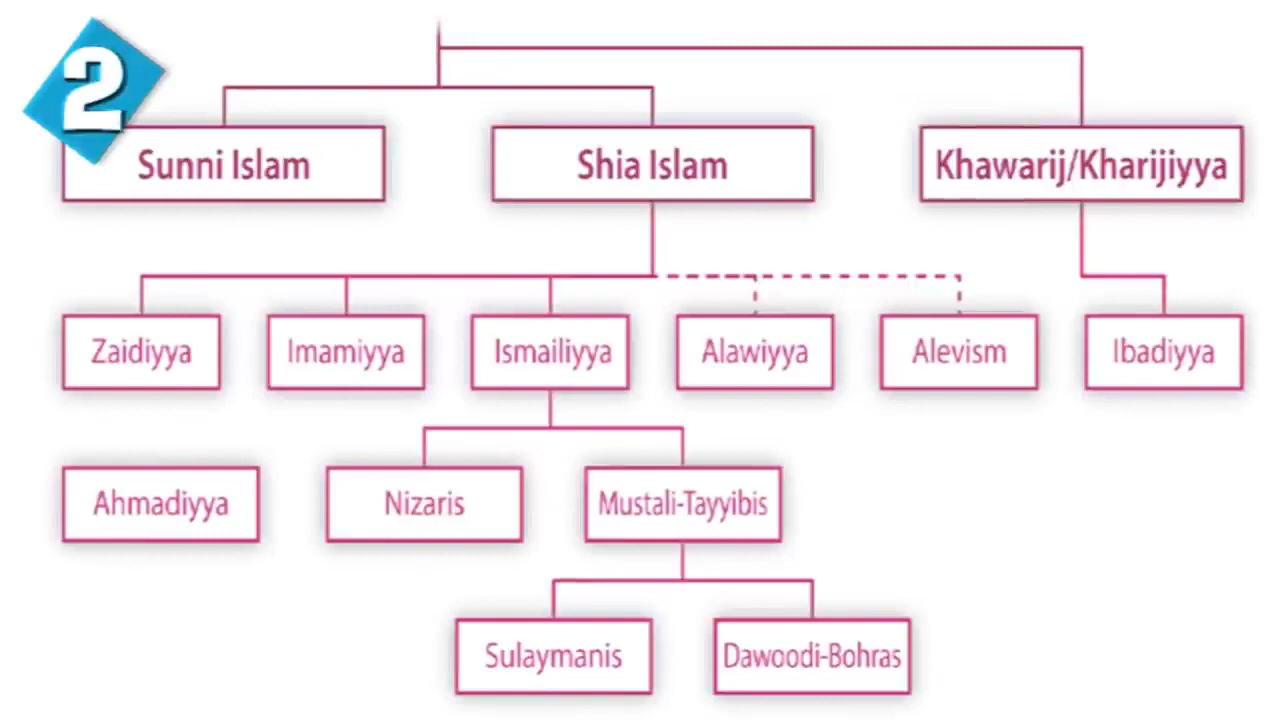 2
Sunni Islam
Shia Islam
Khawarij/Kharijiyya
Zaidiyya
Imamiyya
Ismailiyya
Alawiyya
Alevism
Ibadiyya
Ahmadiyya
Nizaris
Mustali-Tayyibis
Sulaymanis
Dawoodi-Bohras